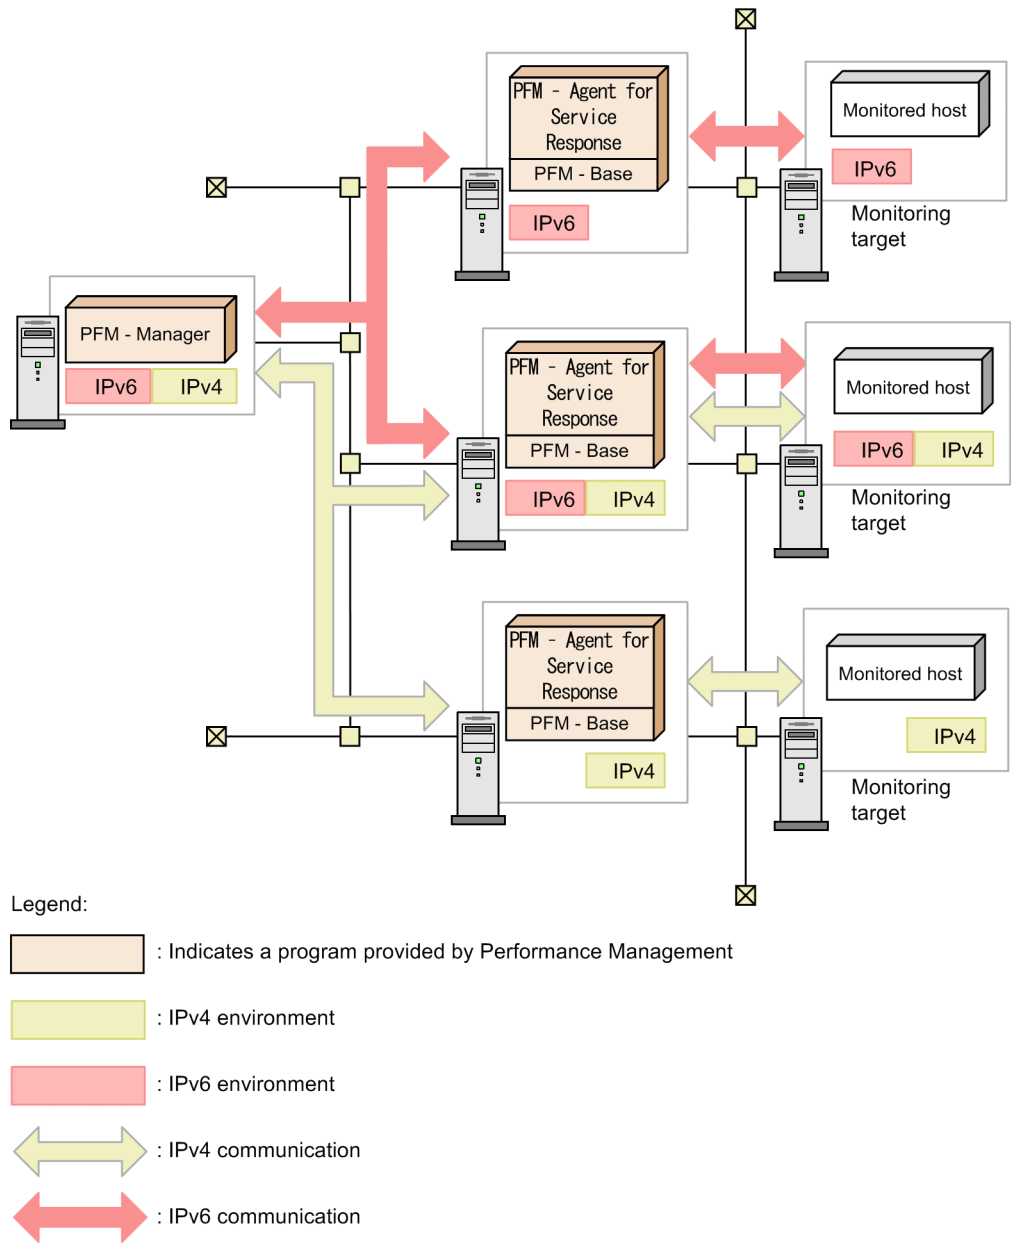 PFM - Agent for
Service
Response
PFM - Base
IPv6
Monitored host
IPv6
Monitoring
target
PFM - Manager
IPv6
IPv4
PFM - Agent for
Service
Response
PFM - Base
IPv6
IPv4
Monitored host
IPv6
IPv4
Monitoring
target
PFM - Agent for
Service
Response
PFM - Base
IPv4
Monitored host
IPv4
Monitoring
target
Legend:
: Indicates a program provided by Performance Management
: IPv4 environment
: IPv6 environment
: IPv4 communication
: IPv6 communication